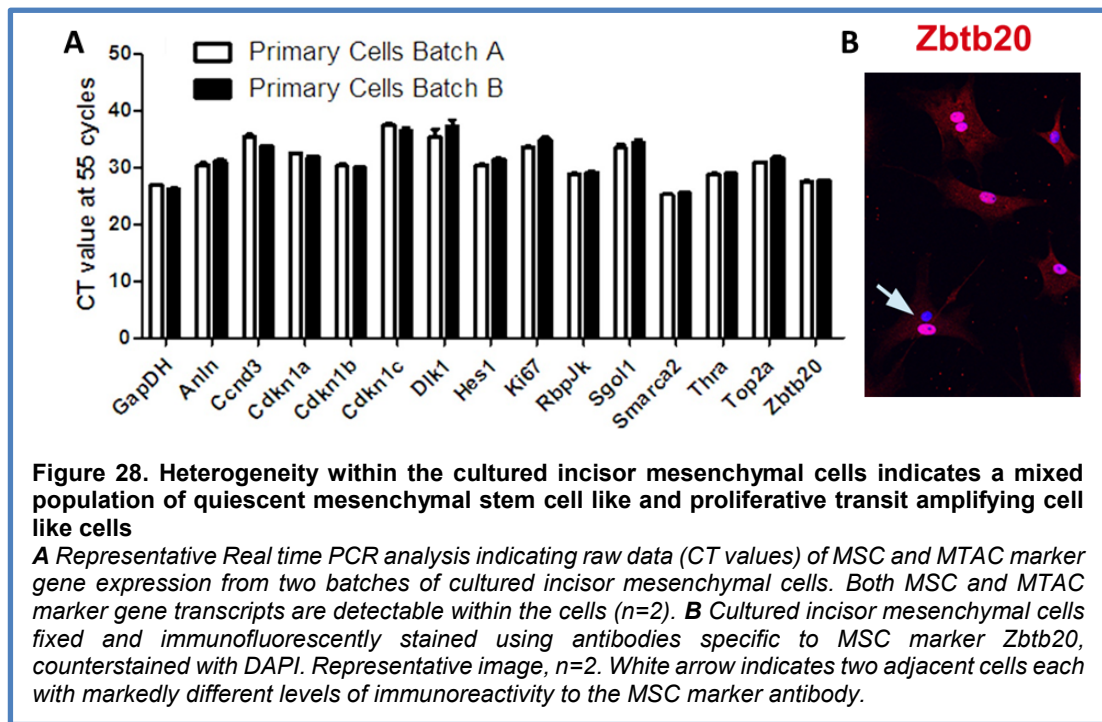 A
B
Zbtb20
Primary Cells Batch A
Primary Cells Batch B
CT value at 55 cycles
50
40
30
20
10
0
GapDH
Anln
Ccnd3
Cdkn1a
Cdkn1b
Cdkn1c
Dlk1
Hes1
Ki67
RbpJk
Sgol1
Smarca2
Thra
Top2a
Zbtb20
Figure 28. Heterogeneity within the cultured incisor mesenchymal cells indicates a mixed
population of quiescent mesenchymal stem cell like and proliferative transit amplifying cell
like cells
A Representative Real time PCR analysis indicating raw data (CT values) of MSC and MTAC marker
gene expression from two batches of cultured incisor mesenchymal cells. Both MSC and MTAC
marker gene transcripts are detectable within the cells (n=2). B Cultured incisor mesenchymal cells
fixed and immunofluorescently stained using antibodies specific to MSC marker Zbtb20,
counterstained with DAPI. Representative image, n=2. White arrow indicates two adjacent cells each
with markedly different levels of immunoreactivity to the MSC marker antibody.